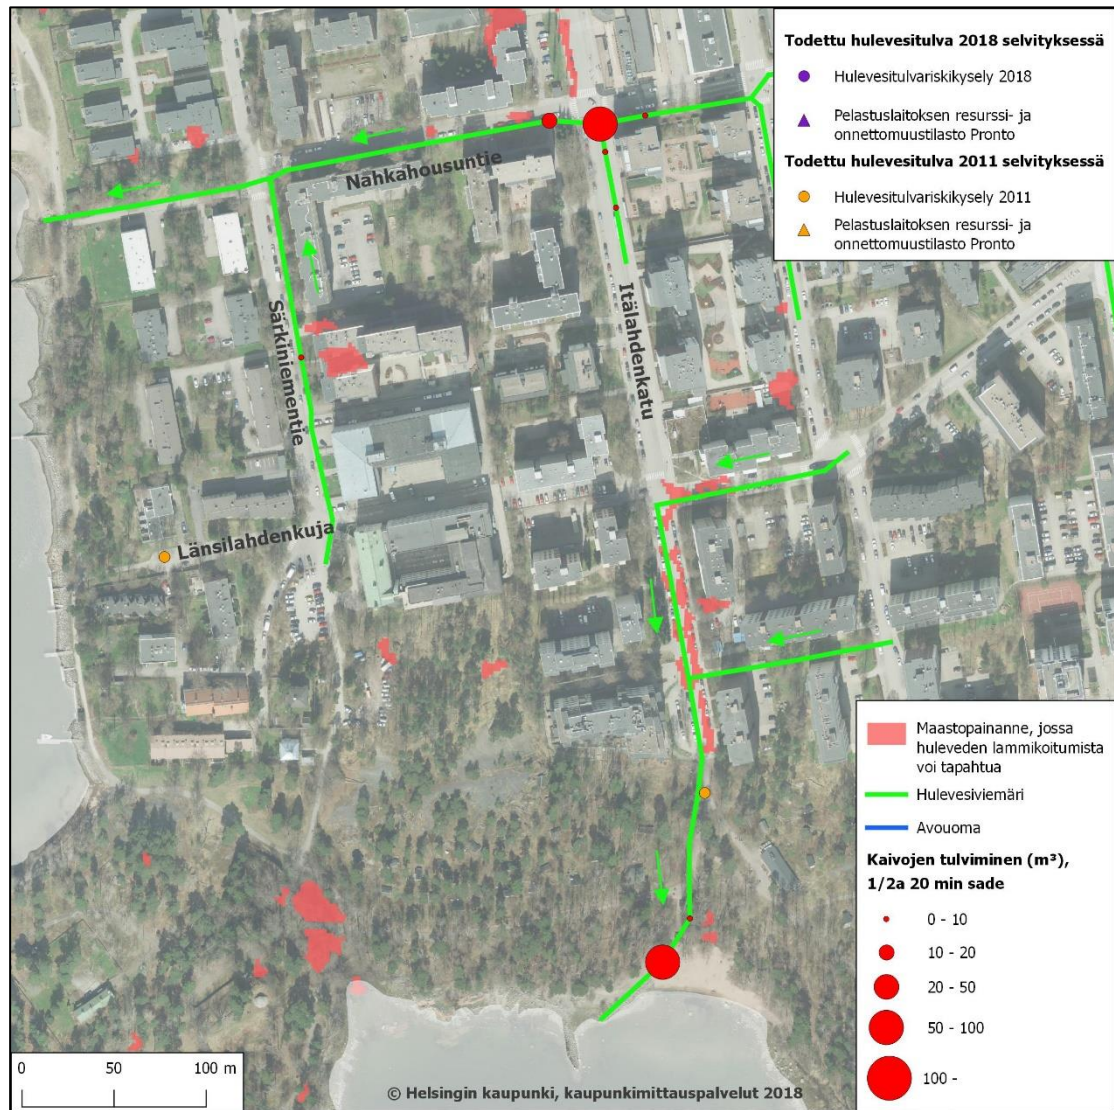 Todettu hulevesitulva 2018 selvityksessä
Hulevesitulvariskikysely 2018
Pelastuslaitoksen resurssi- ja
onnettomuustilasto Pronto
Todettu hulevesitulva 2011 selvityksessä
Hulevesitulvariskikysely 2011
Pelastuslaitoksen resurssi- ja
onnettomuustilasto Pronto
Nahkahousuntie
Särkiniementie
Itälahdenkatu
Länsilahdenkuja
Maastopainanne, jossa
huleveden lammikoitumista
voi tapahtua
Hulevesiviemäri
Avouoma
Kaivojen tulviminen (m³),
1/2a 20 min sade
0 - 10
10 - 20
20 - 50
50 - 100
100 -
0 50 100 m
© Helsingin kaupunki, kaupunkimittauspalvelut 2018